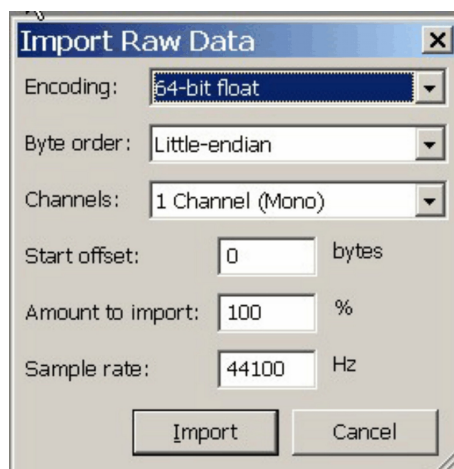 Import Raw Data
Encoding: 64-bit float
Byte order: Little-endian
Channels: 1 Channel (Mono)
Start offset: 0 bytes
Amount to import: 100 %
Sample rate: 44100 Hz
Import Cancel